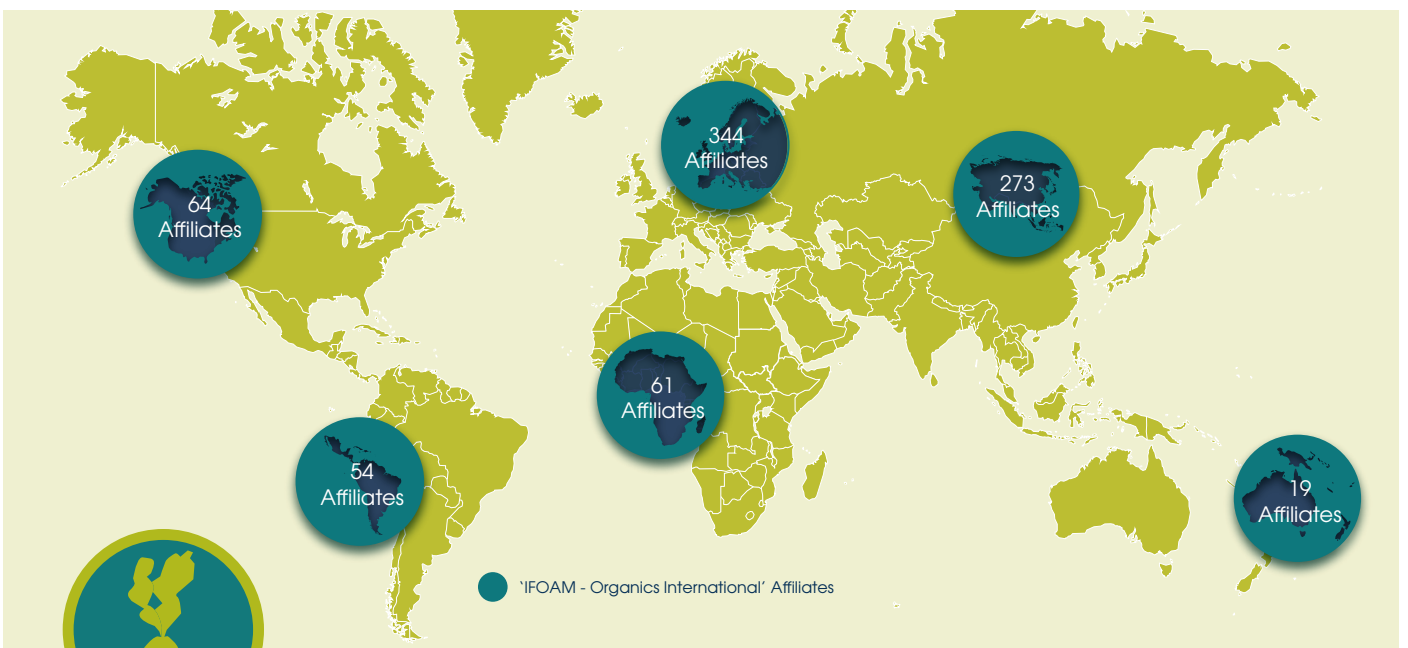 344
Affiliates
64
Affiliates
273
Affiliates
61
Affiliates
54
Affiliates
19
Affiliates
‘IFOAM - Organics International’ Affiliates